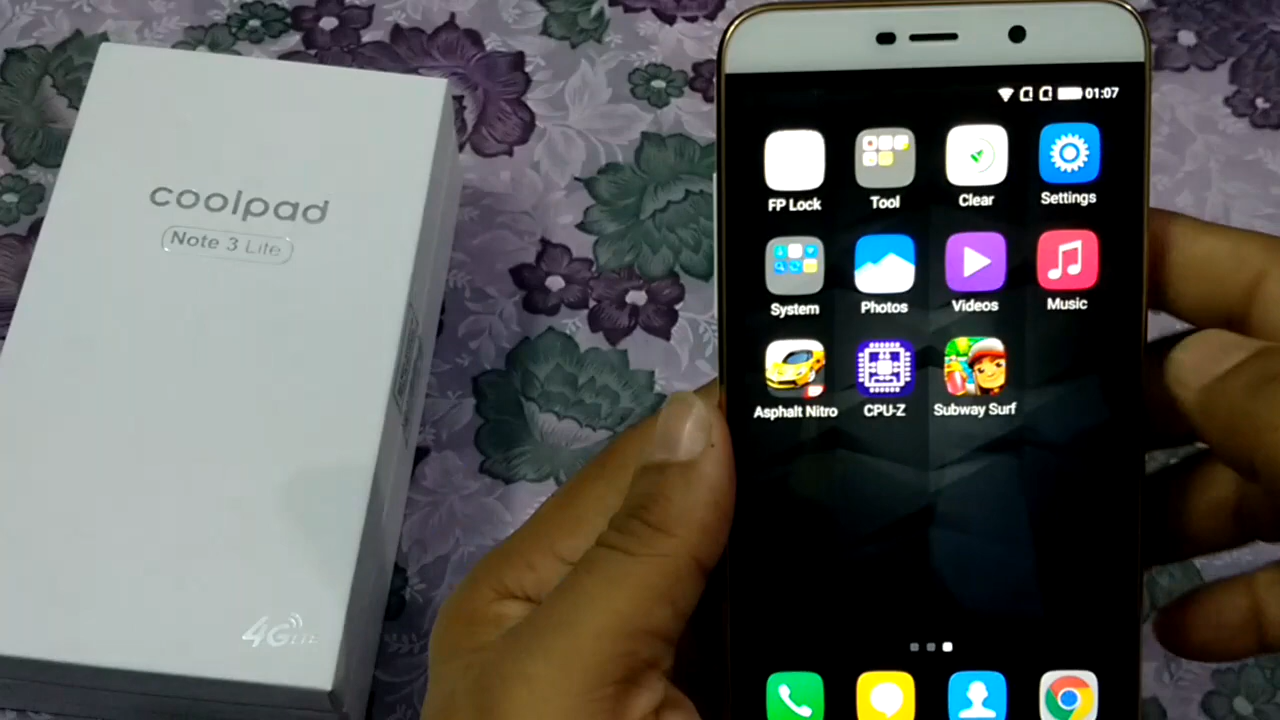 coolpad
Note 3 Lite
4G LTE
01:07
FP Lock
Tool
Clear
Settings
System
Photos
Videos
Music
Asphalt Nitro
CPU-Z
Subway Surf